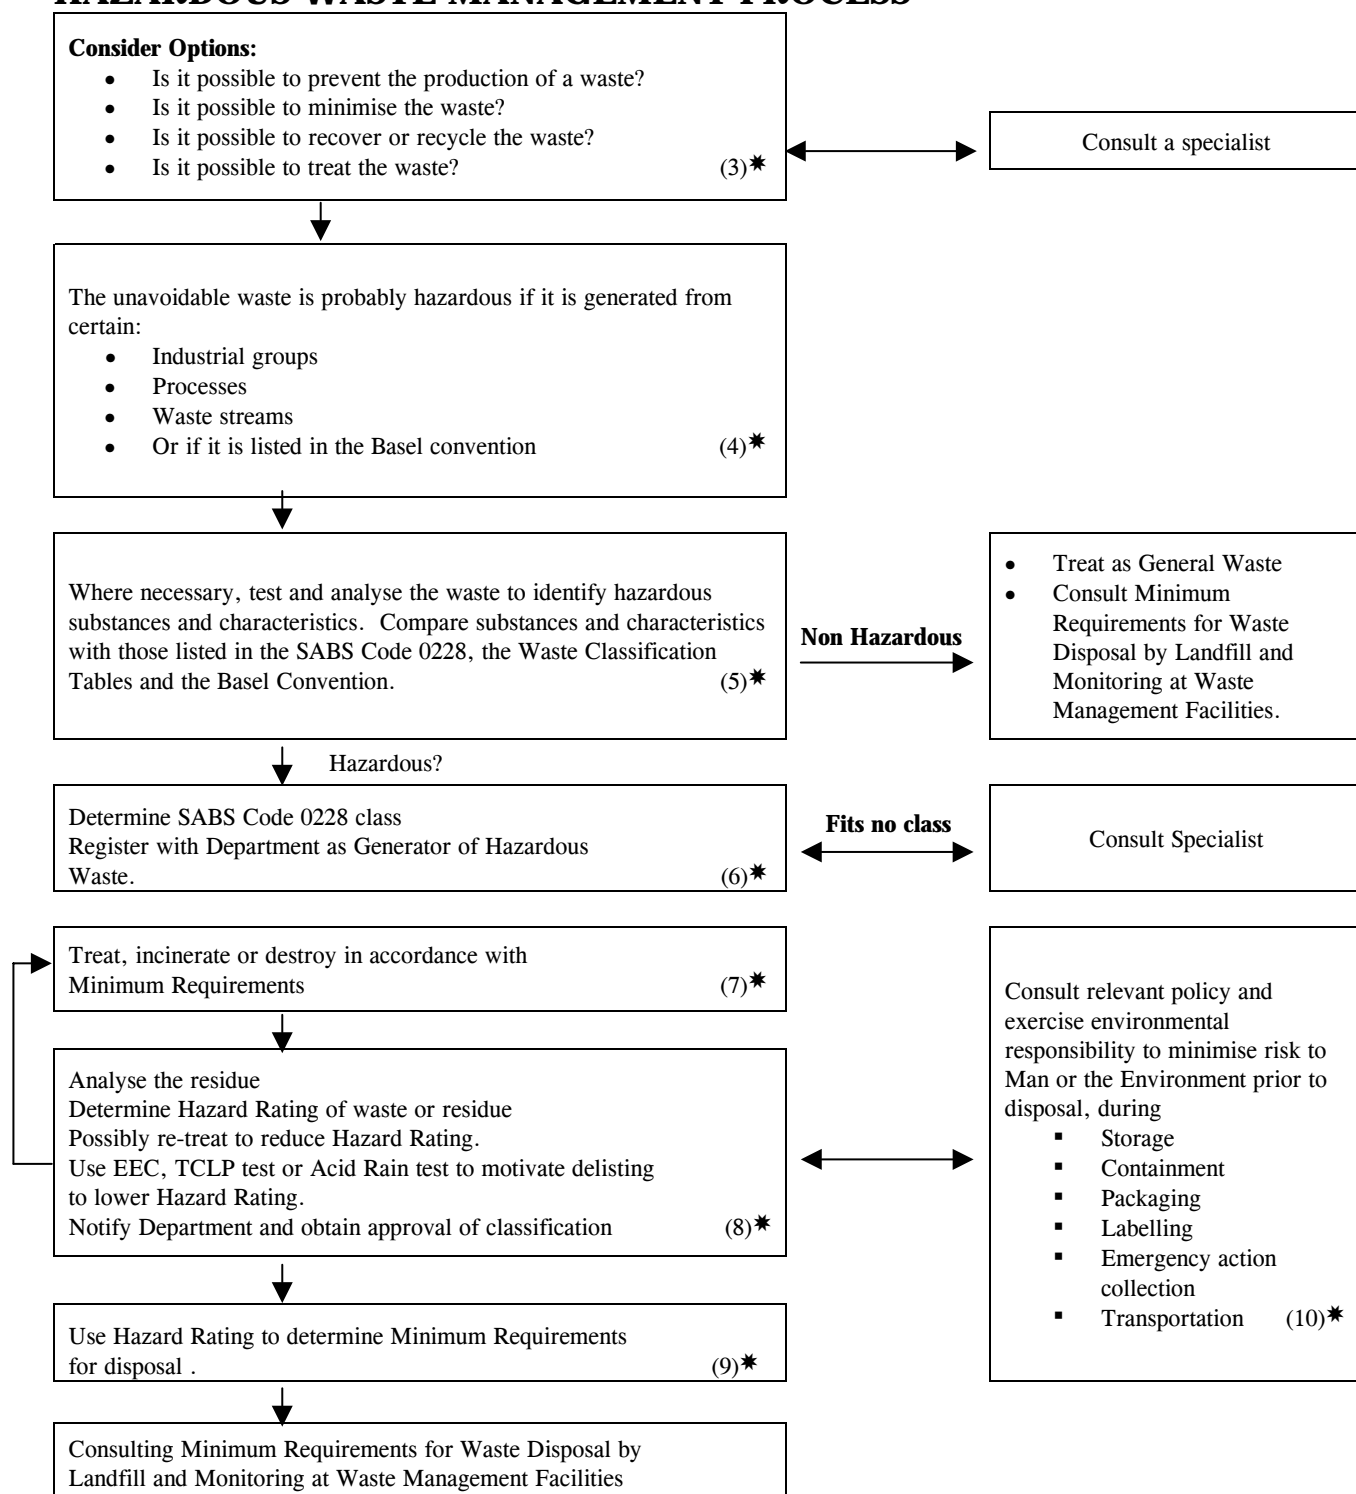 HAZARDOUS WASTE MANAGEMENT PROCESS
Consider Options:
• Is it possible to prevent the production of a waste?
• Is it possible to minimise the waste?
• Is it possible to recover or recycle the waste?
• Is it possible to treat the waste? (3)✷
Consult a specialist
The unavoidable waste is probably hazardous if it is generated from
certain:
• Industrial groups
• Processes
• Waste streams
• Or if it is listed in the Basel convention (4)✷
Where necessary, test and analyse the waste to identify hazardous
substances and characteristics. Compare substances and characteristics
with those listed in the SABS Code 0228, the Waste Classification
Tables and the Basel Convention. (5)✷
Non Hazardous
• Treat as General Waste
• Consult Minimum
Requirements for Waste
Disposal by Landfill and
Monitoring at Waste
Management Facilities.
Hazardous?
Determine SABS Code 0228 class
Register with Department as Generator of Hazardous
Waste. (6)✷
Fits no class
Consult Specialist
Treat, incinerate or destroy in accordance with
Minimum Requirements (7)✷
Analyse the residue
Determine Hazard Rating of waste or residue
Possibly re-treat to reduce Hazard Rating.
Use EEC, TCLP test or Acid Rain test to motivate delisting
to lower Hazard Rating.
Notify Department and obtain approval of classification (8)✷
Consult relevant policy and
exercise environmental
responsibility to minimise risk to
Man or the Environment prior to
disposal, during
▪ Storage
▪ Containment
▪ Packaging
▪ Labelling
▪ Emergency action
collection
▪ Transportation (10)✷
Use Hazard Rating to determine Minimum Requirements
for disposal . (9)✷
Consulting Minimum Requirements for Waste Disposal by
Landfill and Monitoring at Waste Management Facilities